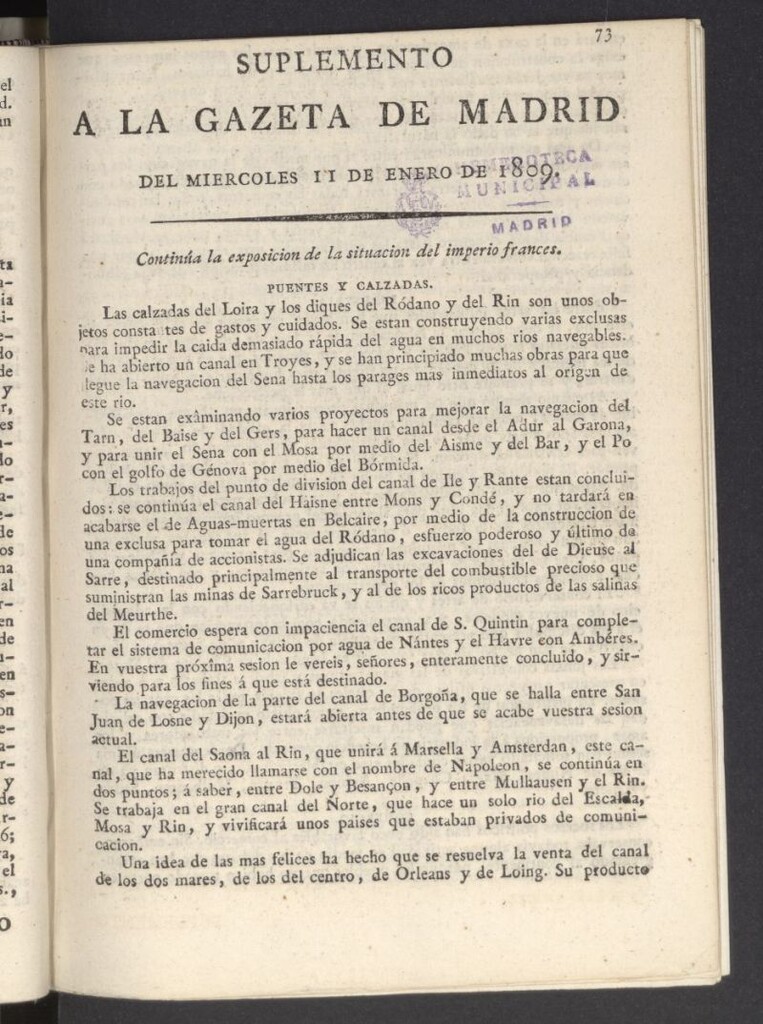 73
SUPLEMENTO
A LA GAZETA DE MADRID
DEL MIERCOLES 11 DE ENERO DE 1809.
HEMEROTECA
MUNICIPAL
MADRID
Continúa la exposicion de la situacion del imperio frances.
PUENTES Y CALZADAS.
Las calzadas del Loira y los diques del Ródano y del Rin son unos ob-
jetos consta tes de gastos y cuidados. Se estan construyendo varias exclusas
para impedir la caida demasiado rápida del agua en muchos rios navegables.
Se ha abierto un canal en Troyes, y se han principiado muchas obras para que
llegue la navegacion del Sena hasta los parages mas inmediatos al origen de
este rio.
Se estan exâminando varios proyectos para mejorar la navegacion del
Tarn, del Baise y del Gers, para hacer un canal desde el Adur al Garona,
y para unir el Sena con el Mosa por medio del Aisme y del Bar, y el Po
con el golfo de Génova por medio del Bórmida.
Los trabajos del punto de division del canal de Ile y Rante estan conclui-
dos: se continúa el canal del Haisne entre Mons y Condé, y no tardará en
acabarse el de Aguas-muertas en Belcaire, por medio de la construccion de
una exclusa para tomar el agua del Ródano, esfuerzo poderoso y último de
una compañía de accionistas. Se adjudican las excavaciones del de Dieuse al
Sarre, destinado principalmente al transporte del combustible precioso que
suministran las minas de Sarrebruck, y al de los ricos productos de las salinas
del Meurthe.
El comercio espera con impaciencia el canal de S. Quintin para comple-
tar el sistema de comunicacion por agua de Nántes y el Havre con Ambéres.
En vuestra próxîma sesion le vereis, señores, enteramente concluido, y sir-
viendo para los fines á que está destinado.
La navegacion de la parte del canal de Borgoña, que se halla entre San
Juan de Losne y Dijon, estará abierta antes de que se acabe vuestra sesion
actual.
El canal del Saona al Rin, que unirá á Marsella y Amsterdan, este ca-
nal, que ha merecido llamarse con el nombre de Napoleon, se continúa en
dos puntos; á saber, entre Dole y Besançon, y entre Mulhausen y el Rin.
Se trabaja en el gran canal del Norte, que hace un solo rio del Escalda,
Mosa y Rin, y vivificará unos paises que estaban privados de comuni-
cacion.
Una idea de las mas felices ha hecho que se resuelva la venta del canal
de los dos mares, de los del centro, de Orleans y de Loing. Su producto